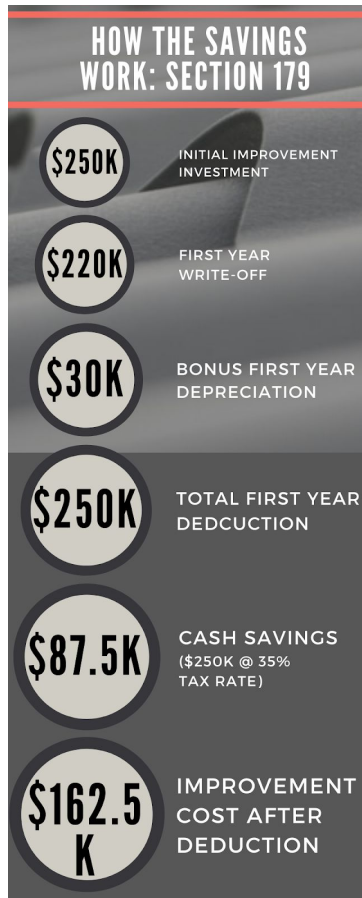 HOW THE SAVINGS
WORK: SECTION 179
$250K
INITIAL IMPROVEMENT
INVESTMENT
$220K
FIRST YEAR
WRITE-OFF
$30K
BONUS FIRST YEAR
DEPRECIATION
$250K
TOTAL FIRST YEAR
DEDCUCTION
$87.5K
CASH SAVINGS
($250K @ 35%
TAX RATE)
$162.5
K
IMPROVEMENT
COST AFTER
DEDUCTION